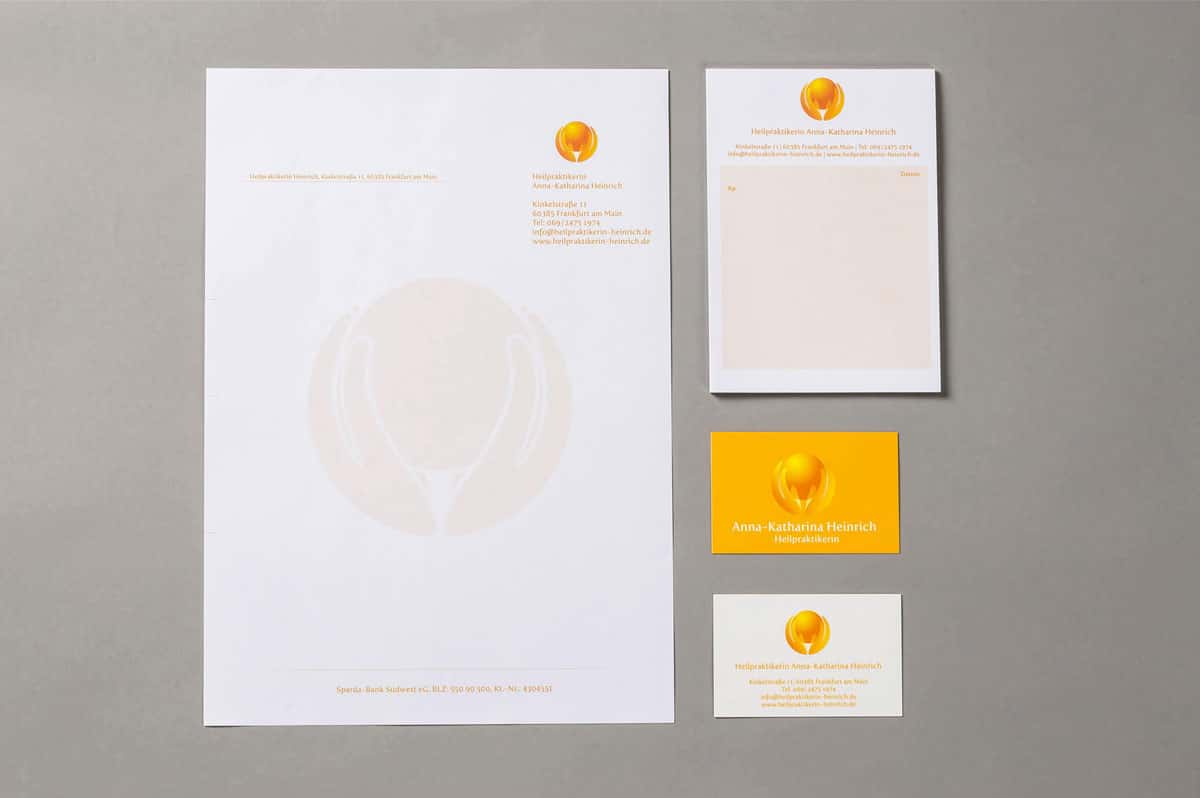 Heilpraktikerin Heinrich, Kinkelstraße 11, 60385 Frankfurt am Main
Heilpraktikerin
Anna-Katharina Heinrich
Kinkelstraße 11
60385 Frankfurt am Main
Tel: 069/2475 1974
info@heilpraktikerin-heinrich.de
www.heilpraktikerin-heinrich.de
Sparda-Bank Südwest eG, BLZ: 550 90 500, Kt.-Nr.: 4304551
Heilpraktikerin Anna-Katharina Heinrich
Kinkelstraße 11 | 60385 Frankfurt am Main | Tel: 069/2475 1974
info@heilpraktikerin-heinrich.de | www.heilpraktikerin-heinrich.de
Datum
Rp.
Anna-Katharina Heinrich
Heilpraktikerin
Heilpraktikerin Anna-Katharina Heinrich
Kinkelstraße 11, 60385 Frankfurt am Main
Tel: 069/2475 1974
info@heilpraktikerin-heinrich.de
www.heilpraktikerin-heinrich.de